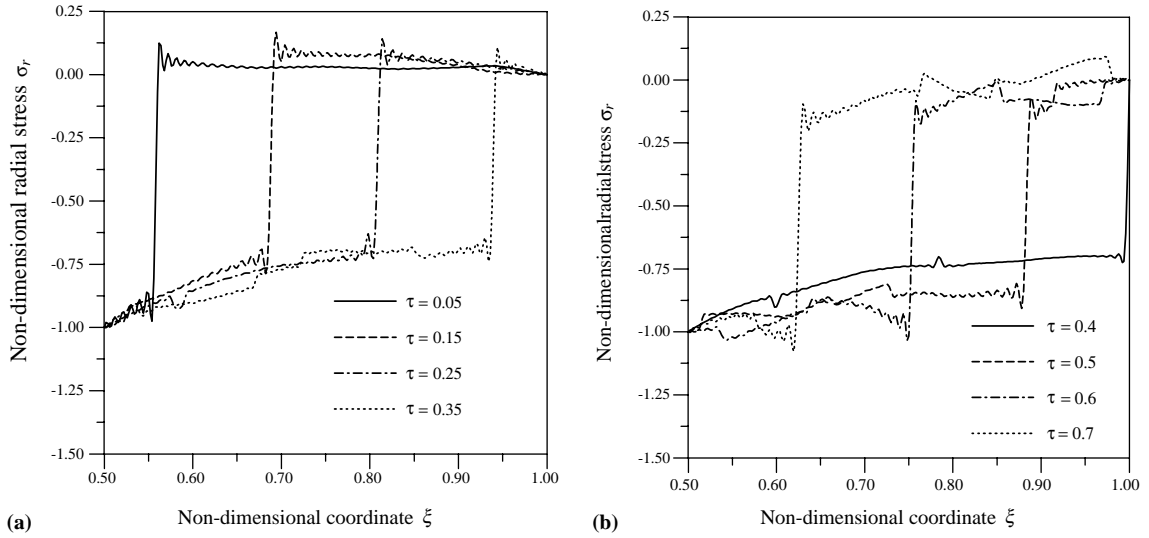 Non-dimensional radial stress σr
0.25
0.00
-0.25
-0.50
-0.75
-1.00
-1.25
-1.50
τ = 0.05
τ = 0.15
τ = 0.25
τ = 0.35
0.50 0.60 0.70 0.80 0.90 1.00
(a) Non-dimensional coordinate ξ
Non-dimensionalradialstress σr
0.25
0.00
-0.25
-0.50
-0.75
-1.00
-1.25
-1.50
τ = 0.4
τ = 0.5
τ = 0.6
τ = 0.7
0.50 0.60 0.70 0.80 0.90 1.00
(b) Non-dimensional coordinate ξ